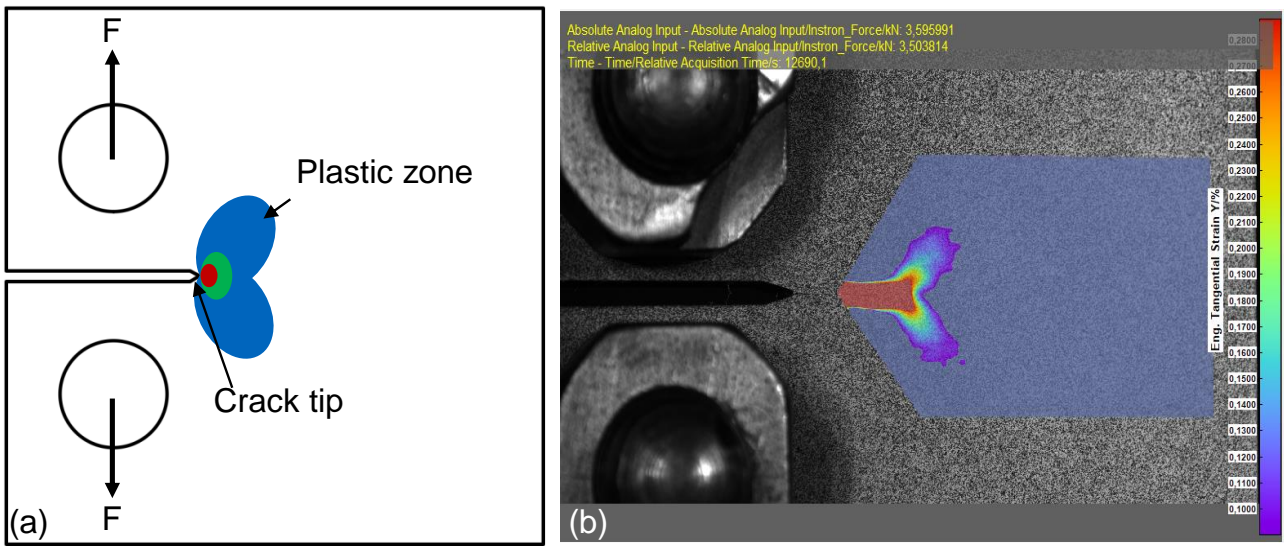 F
Plastic zone
Crack tip
F
(a)
Absolute Analog Input - Absolute Analog Input/Instron_Force/kN: 3,595991
Relative Analog Input - Relative Analog Input/Instron_Force/kN: 3,503814
Time - Time/Relative Acquisition Time/s: 12690,1
0,2800
0,2700
0,2600
0,2500
0,2400
0,2300
0,2200
0,2100
0,2000
0,1900
0,1800
0,1700
0,1600
0,1500
0,1400
0,1300
0,1200
0,1100
0,1000
Eng. Tangential Strain Y/%
(b)